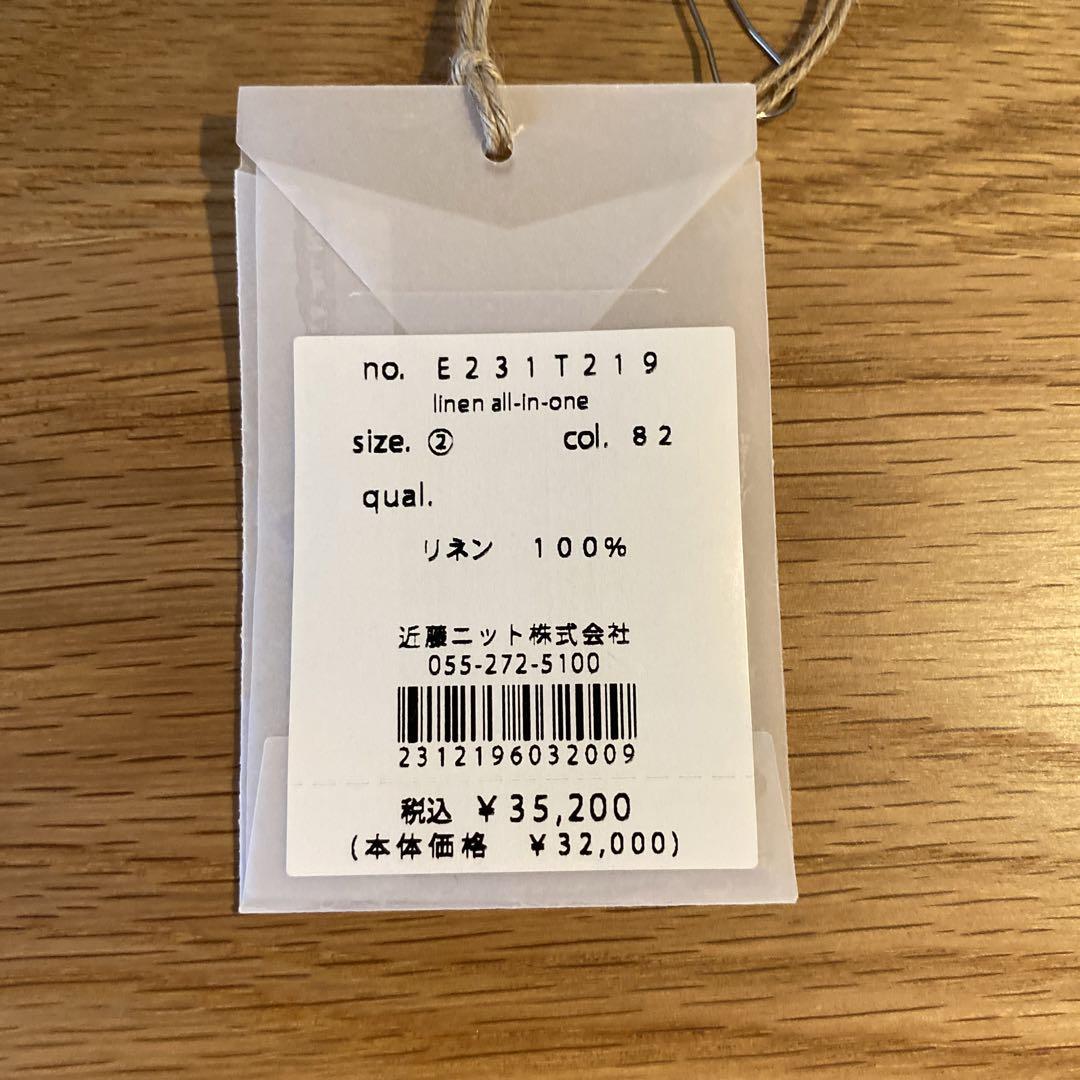 no. E231T219
linen all-in-one
size. ② col. 82
qual.
リネン 100%
近藤ニット株式会社
055-272-5100
2312196032009
税込 ¥35,200
(本体価格 ¥32,000)